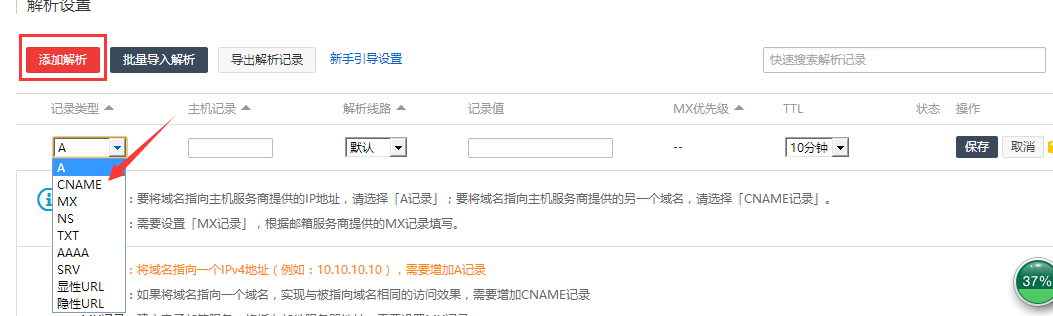 解析设置
添加解析 批量导入解析 导出解析记录 新手引导设置 快速搜索解析记录
记录类型 主机记录 解析线路 记录值 MX优先级 TTL 状态 操作
A 默认 -- 10分钟 保存 取消
A
CNAME
MX
NS
TXT
AAAA
SRV
显性URL
隐性URL
：要将域名指向主机服务商提供的IP地址，请选择「A记录」；要将域名指向主机服务商提供的另一个域名，请选择「CNAME记录」。
：需要设置「MX记录」，根据邮箱服务商提供的MX记录填写。
：将域名指向一个IPv4地址（例如：10.10.10.10），需要增加A记录
：如果将域名指向一个域名，实现与被指向域名相同的访问效果，需要增加CNAME记录
37%